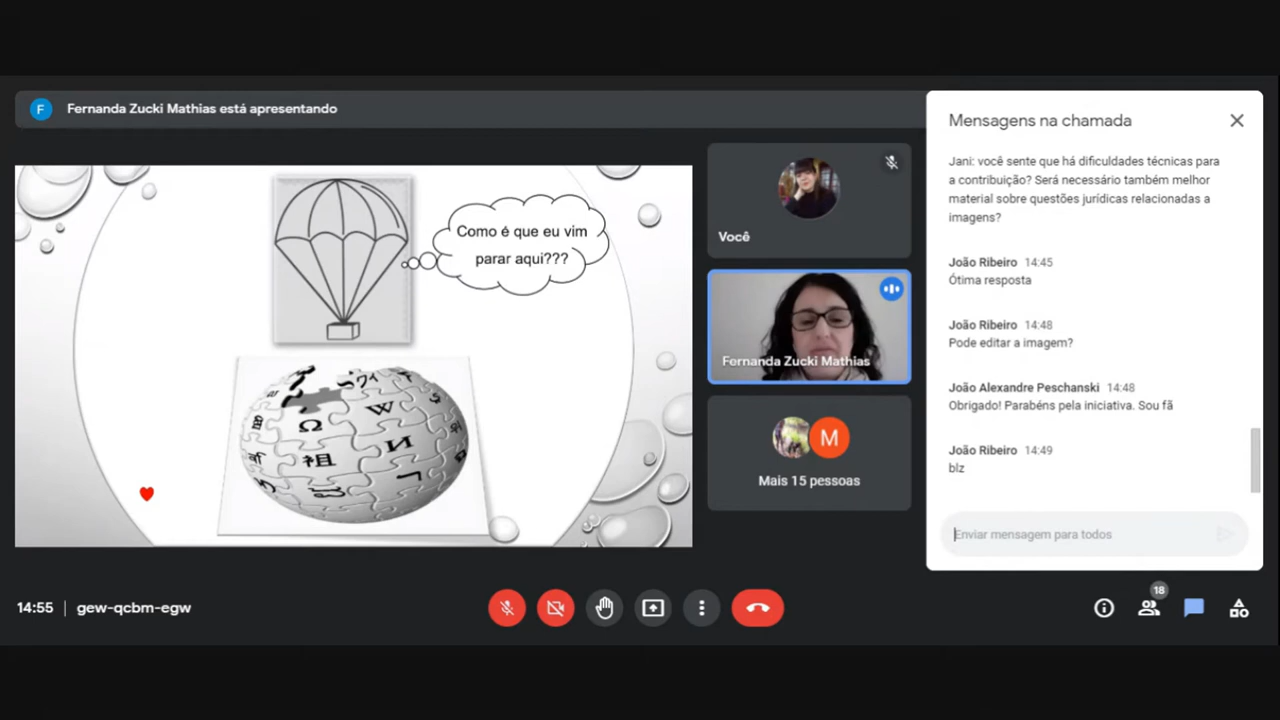 Fernanda Zucki Mathias está apresentando
F
Como é que eu vim
parar aqui???
Ω
W
И
祖
Você
Fernanda Zucki Mathias
M
Mais 15 pessoas
Mensagens na chamada
Jani: você sente que há dificuldades técnicas para
a contribuição? Será necessário também melhor
material sobre questões jurídicas relacionadas a
imagens?
João Ribeiro 14:45
Ótima resposta
João Ribeiro 14:48
Pode editar a imagem?
João Alexandre Peschanski 14:48
Obrigado! Parabéns pela iniciativa. Sou fã
João Ribeiro 14:49
blz
Enviar mensagem para todos
14:55 | gew-qcbm-egw
18